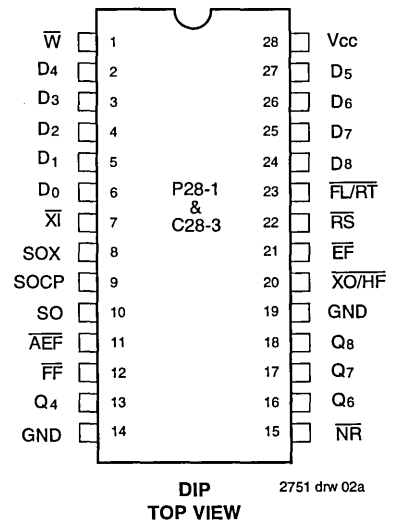 W̅ 1 28 Vcc
D4 2 27 D5
D3 3 26 D6
D2 4 25 D7
D1 5 24 D8
D0 6 P28-1 23 F̅L̅/R̅T̅
&
X̅I̅ 7 C28-3 22 R̅S̅
SOX 8 21 E̅F̅
SOCP 9 20 X̅O̅/H̅F̅
SO 10 19 GND
A̅E̅F̅ 11 18 Q8
F̅F̅ 12 17 Q7
Q4 13 16 Q6
GND 14 15 N̅R̅
DIP 2751 drw 02a
TOP VIEW